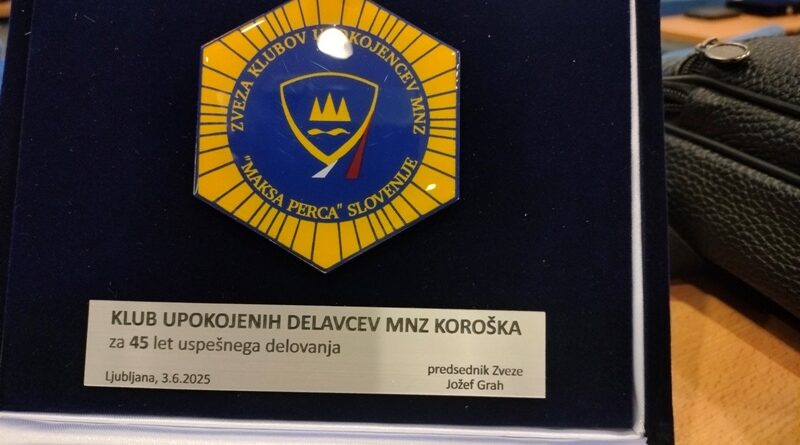 ZVEZA KLUBOV UPOKOJENCEV MNZ
"MAKSA PERCA" SLOVENIJE
KLUB UPOKOJENIH DELAVCEV MNZ KOROŠKA
za 45 let uspešnega delovanja
Ljubljana, 3.6.2025
predsednik Zveze
Jožef Grah